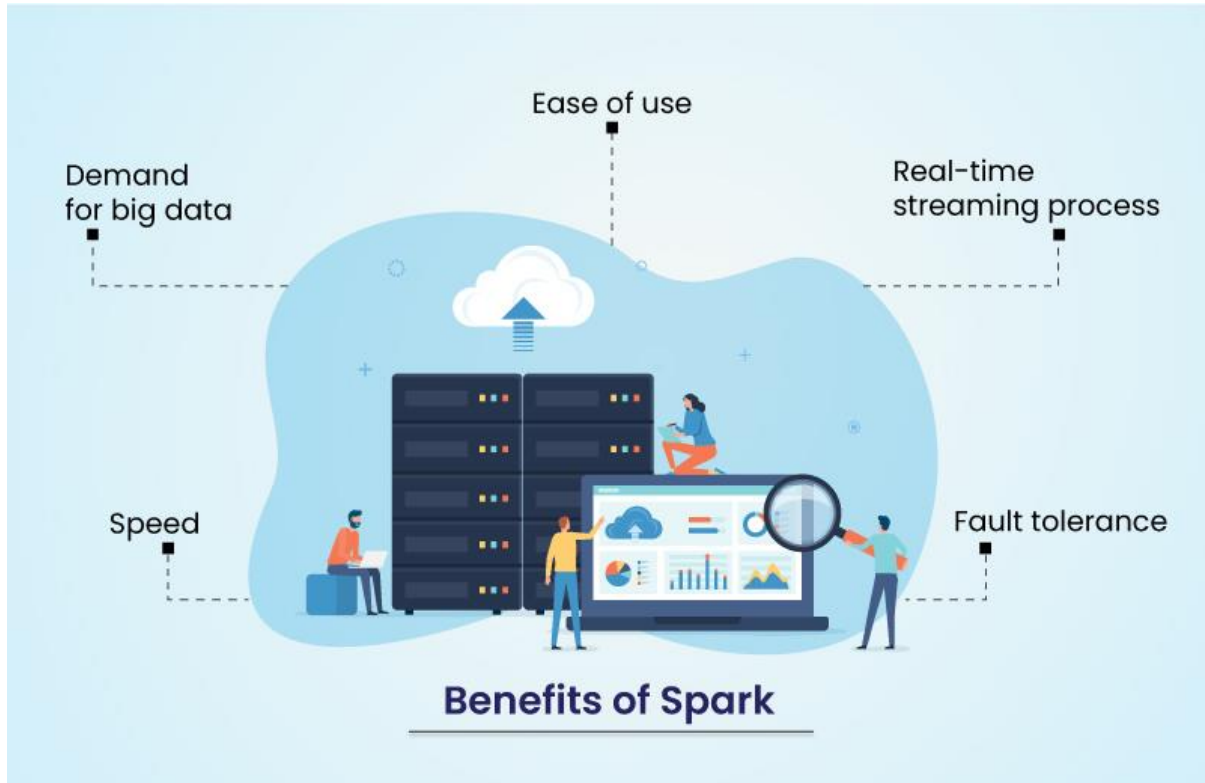 Ease of use
Demand
for big data
Real-time
streaming process
Speed
Fault tolerance
Benefits of Spark